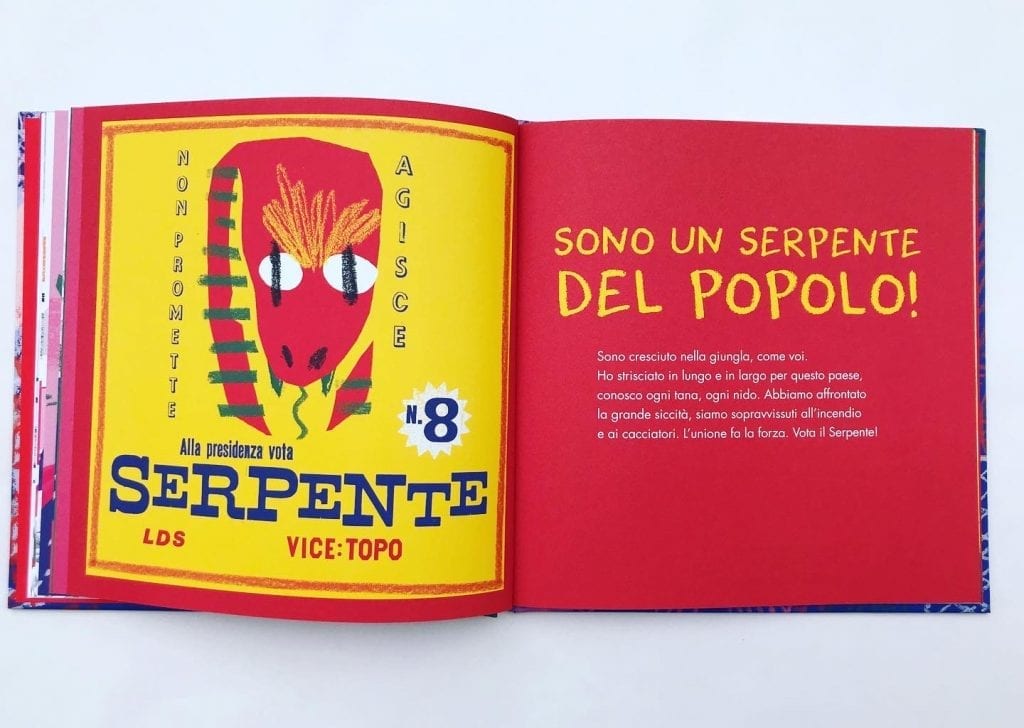 NON PROMETTE
AGISCE
N.8
Alla presidenza vota
SERPENTE
LDS
VICE: TOPO
SONO UN SERPENTE
DEL POPOLO!
Sono cresciuto nella giungla, come voi.
Ho strisciato in lungo e in largo per questo paese,
conosco ogni tana, ogni nido. Abbiamo affrontato
la grande siccità, siamo sopravvissuti all'incendio
e ai cacciatori. L'unione fa la forza. Vota il Serpente!